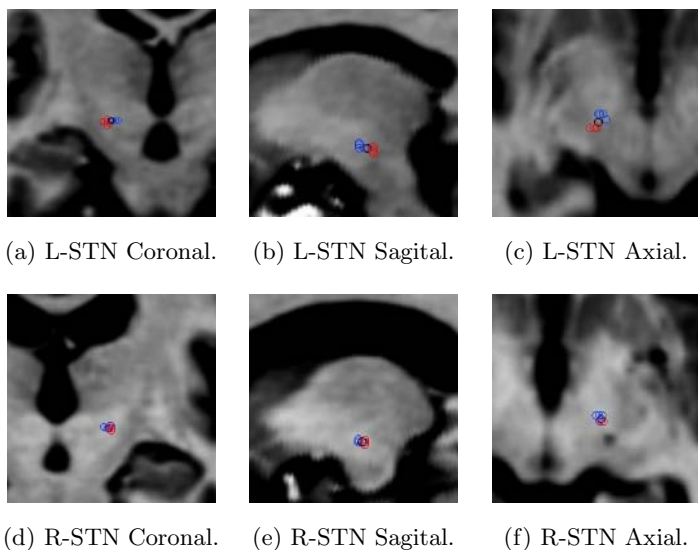 (a) L-STN Coronal.
(b) L-STN Sagital.
(c) L-STN Axial.
(d) R-STN Coronal.
(e) R-STN Sagital.
(f) R-STN Axial.